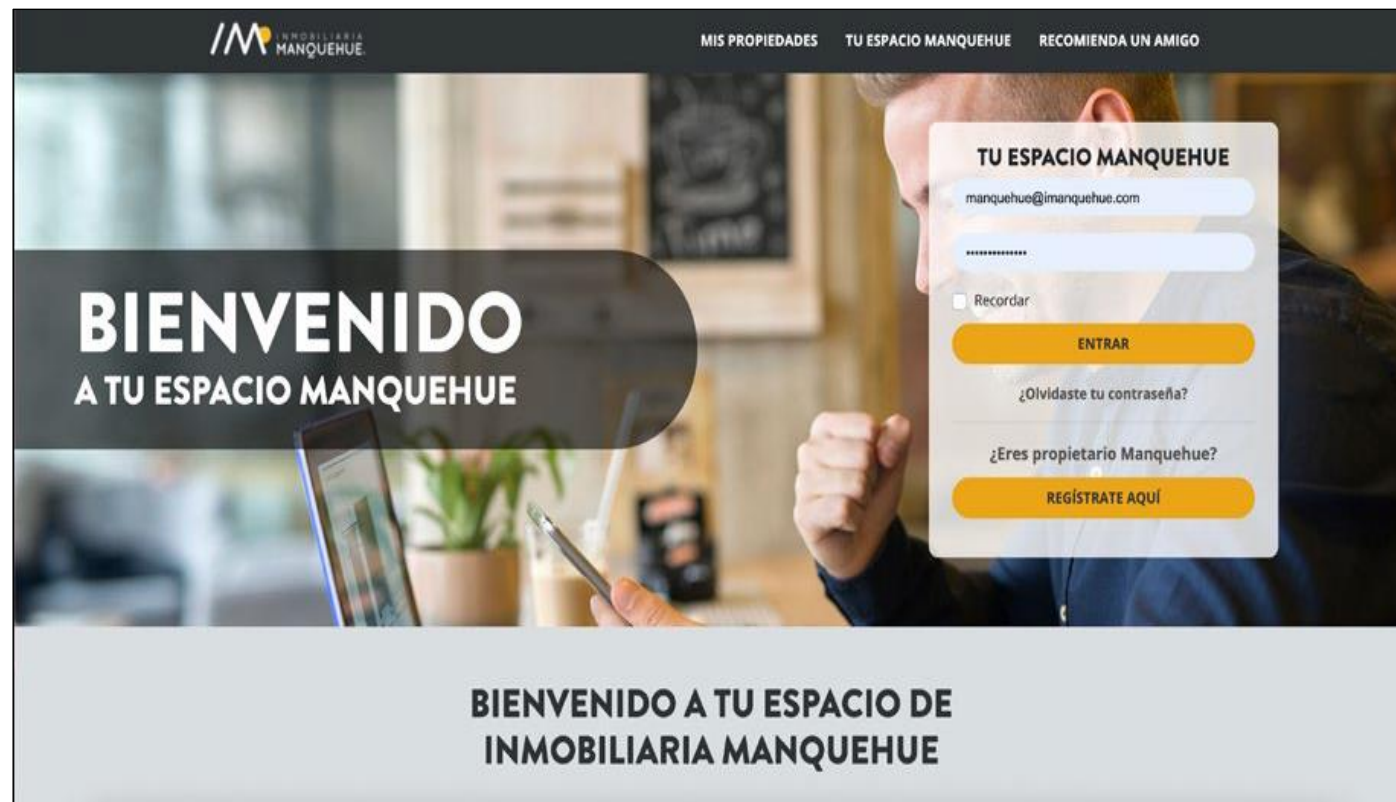 INMOBILIARIA
MANQUEHUE
MIS PROPIEDADES TU ESPACIO MANQUEHUE RECOMIENDA UN AMIGO
BIENVENIDO
A TU ESPACIO MANQUEHUE
Time
TU ESPACIO MANQUEHUE
manquehue@imanquehue.com
••••••••••••••
Recordar
ENTRAR
¿Olvidaste tu contraseña?
¿Eres propietario Manquehue?
REGÍSTRATE AQUÍ
BIENVENIDO A TU ESPACIO DE
INMOBILIARIA MANQUEHUE